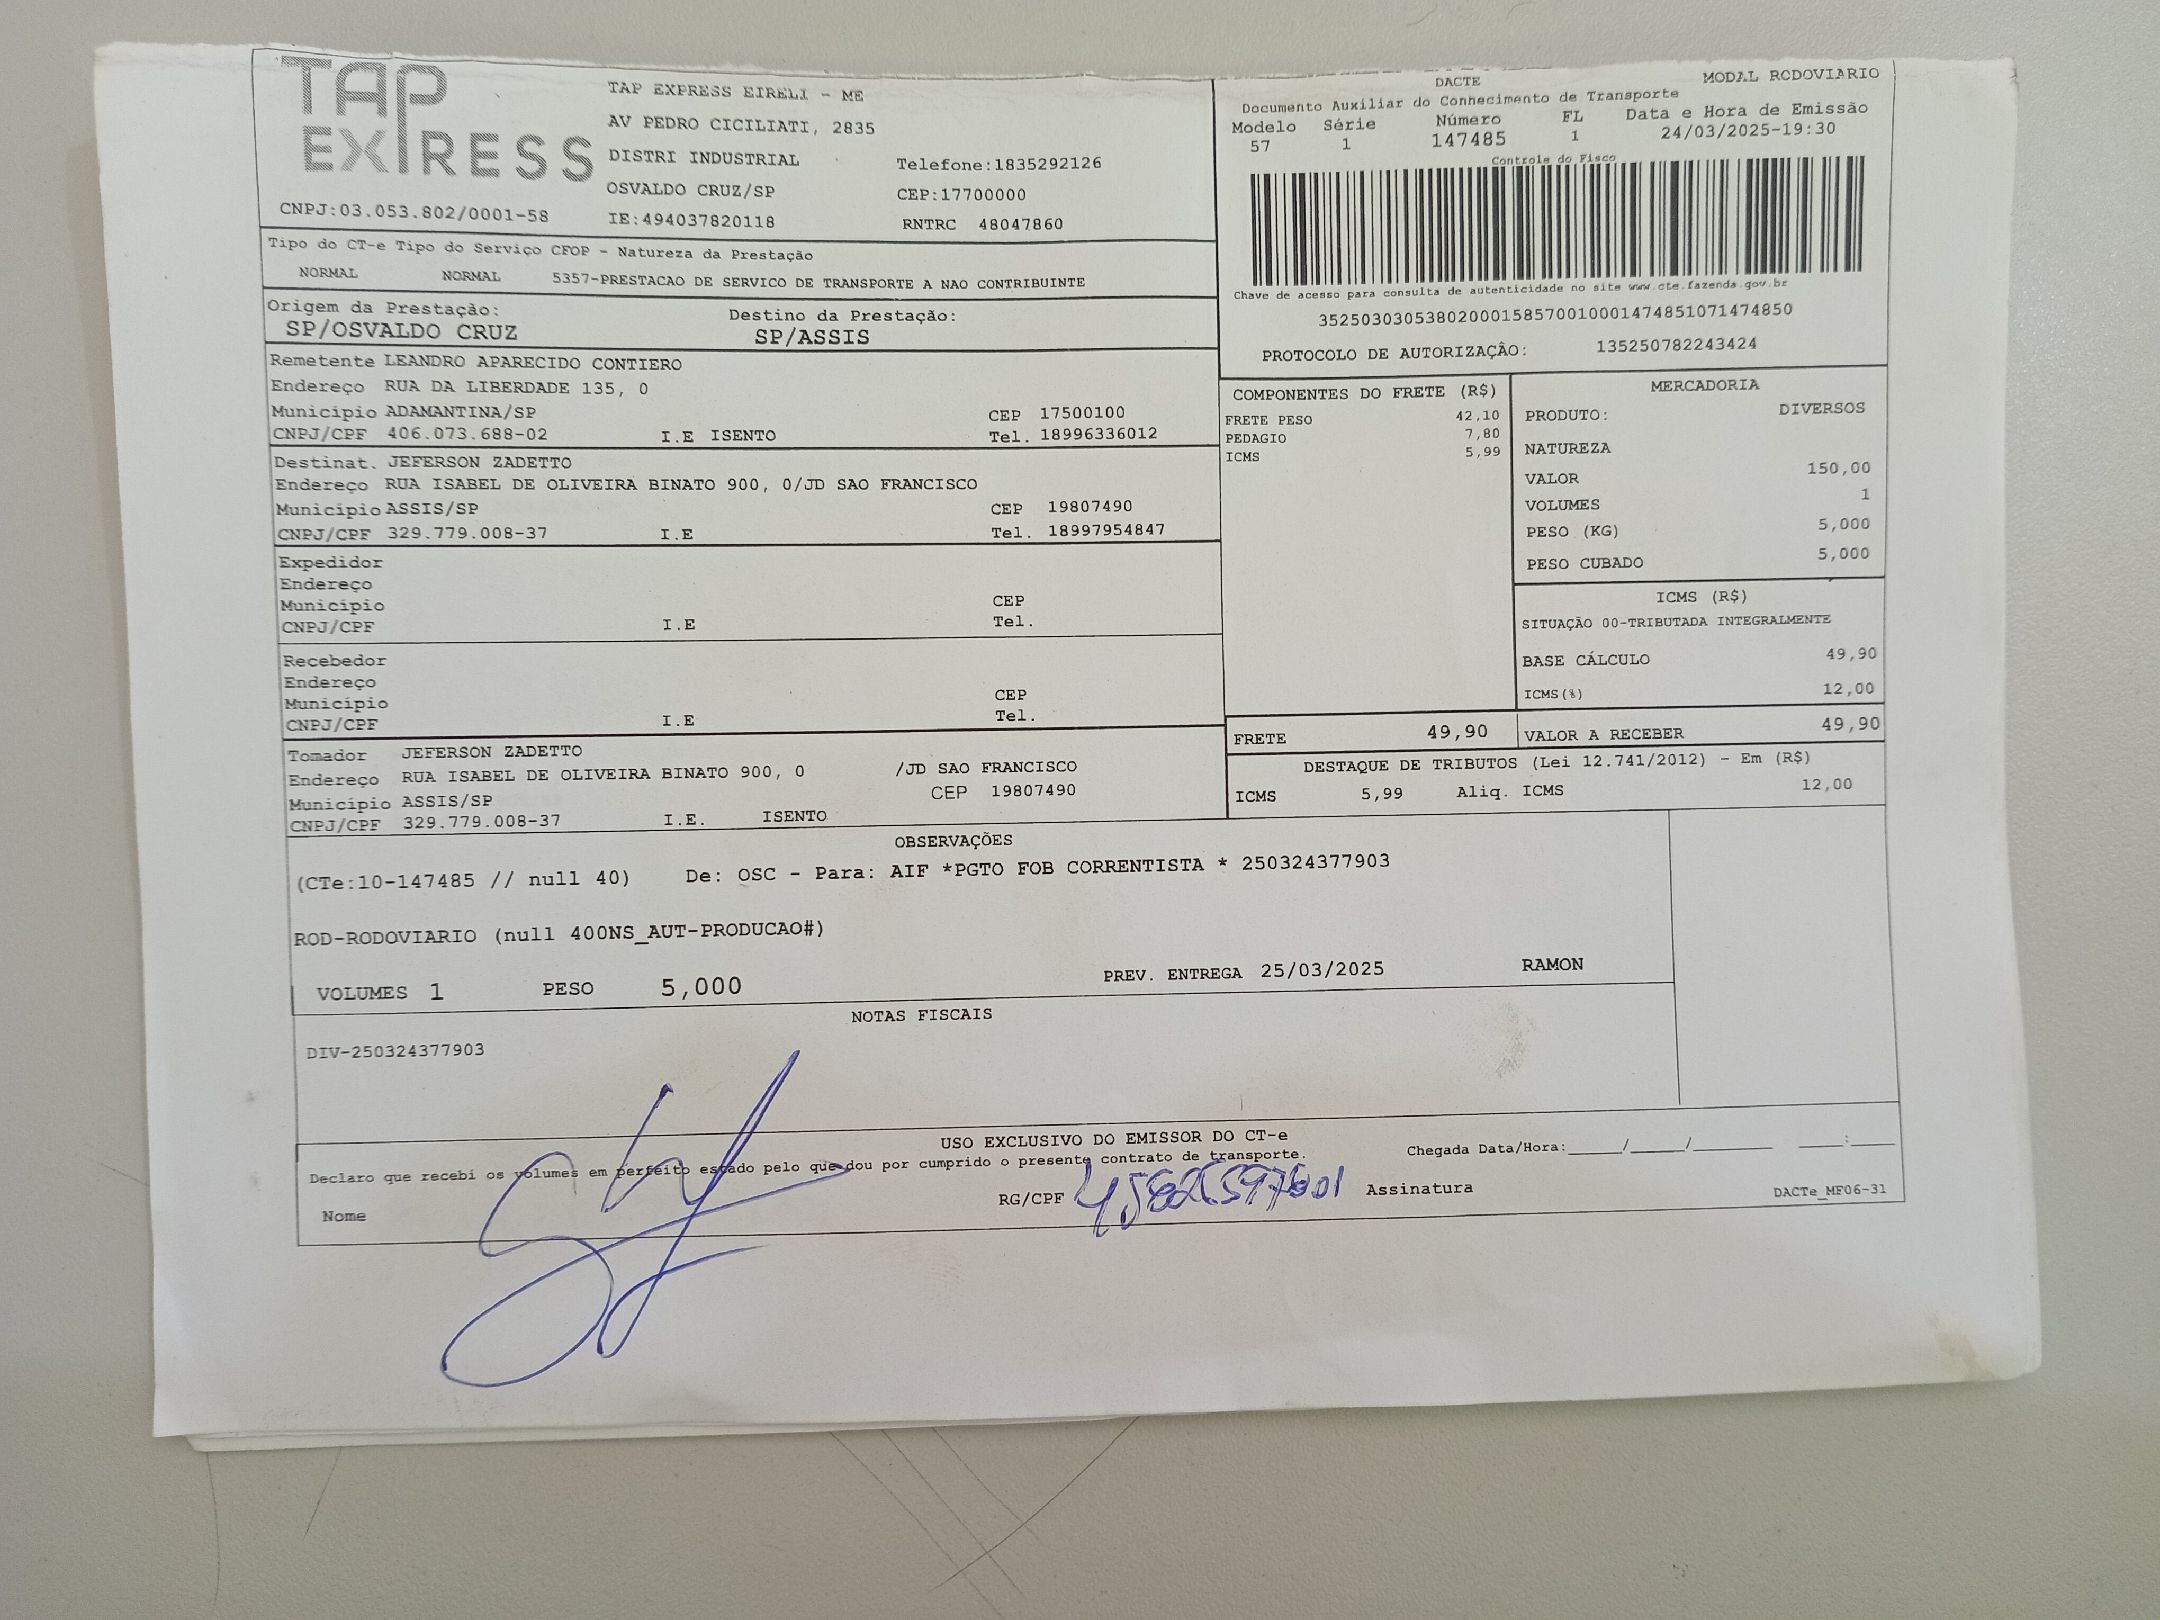 TAP EXPRESS
TAP EXPRESS EIRELI - ME
AV PEDRO CICILIATI, 2835
DISTRI INDUSTRIAL Telefone:1835292126
OSVALDO CRUZ/SP CEP:17700000
CNPJ:03.053.802/0001-58 IE:494037820118 RNTRC 48047860
DACTE MODAL RODOVIARIO
Documento Auxiliar do Conhecimento de Transporte
Modelo Série Número FL Data e Hora de Emissão
57 1 147485 1 24/03/2025-19:30
Controle do Fisco
Chave de acesso para consulta de autenticidade no site www.cte.fazenda.gov.br
35250303053802000158570010001474851071474850
PROTOCOLO DE AUTORIZAÇÃO: 135250782243424
Tipo do CT-e Tipo do Serviço CFOP - Natureza da Prestação
NORMAL NORMAL 5357-PRESTACAO DE SERVICO DE TRANSPORTE A NAO CONTRIBUINTE
Origem da Prestação: Destino da Prestação:
SP/OSVALDO CRUZ SP/ASSIS
Remetente LEANDRO APARECIDO CONTIERO
Endereço RUA DA LIBERDADE 135, 0
Município ADAMANTINA/SP CEP 17500100
CNPJ/CPF 406.073.688-02 I.E ISENTO Tel. 18996336012
Destinat. JEFERSON ZADETTO
Endereço RUA ISABEL DE OLIVEIRA BINATO 900, 0/JD SAO FRANCISCO
Município ASSIS/SP CEP 19807490
CNPJ/CPF 329.779.008-37 I.E Tel. 18997954847
Expedidor
Endereço
Município CEP
CNPJ/CPF I.E Tel.
Recebedor
Endereço
Município CEP
CNPJ/CPF I.E Tel.
Tomador JEFERSON ZADETTO
Endereço RUA ISABEL DE OLIVEIRA BINATO 900, 0 /JD SAO FRANCISCO
Município ASSIS/SP CEP 19807490
CNPJ/CPF 329.779.008-37 I.E. ISENTO
COMPONENTES DO FRETE (R$)
FRETE PESO 42,10
PEDAGIO 7,80
ICMS 5,99
MERCADORIA
PRODUTO: DIVERSOS
NATUREZA
VALOR 150,00
VOLUMES 1
PESO (KG) 5,000
PESO CUBADO 5,000
ICMS (R$)
SITUAÇÃO 00-TRIBUTADA INTEGRALMENTE
BASE CÁLCULO 49,90
ICMS(%) 12,00
FRETE 49,90 VALOR A RECEBER 49,90
DESTAQUE DE TRIBUTOS (Lei 12.741/2012) - Em (R$)
ICMS 5,99 Aliq. ICMS 12,00
OBSERVAÇÕES
(CTe:10-147485 // null 40) De: OSC - Para: AIF *PGTO FOB CORRENTISTA * 250324377903
ROD-RODOVIARIO (null 400NS_AUT-PRODUCAO#)
VOLUMES 1 PESO 5,000 PREV. ENTREGA 25/03/2025 RAMON
NOTAS FISCAIS
DIV-250324377903
USO EXCLUSIVO DO EMISSOR DO CT-e
Declaro que recebi os volumes em perfeito estado pelo que dou por cumprido o presente contrato de transporte. Chegada Data/Hora:_____/_____/_______ ____:____
Nome RG/CPF Assinatura DACTe_MF06-31